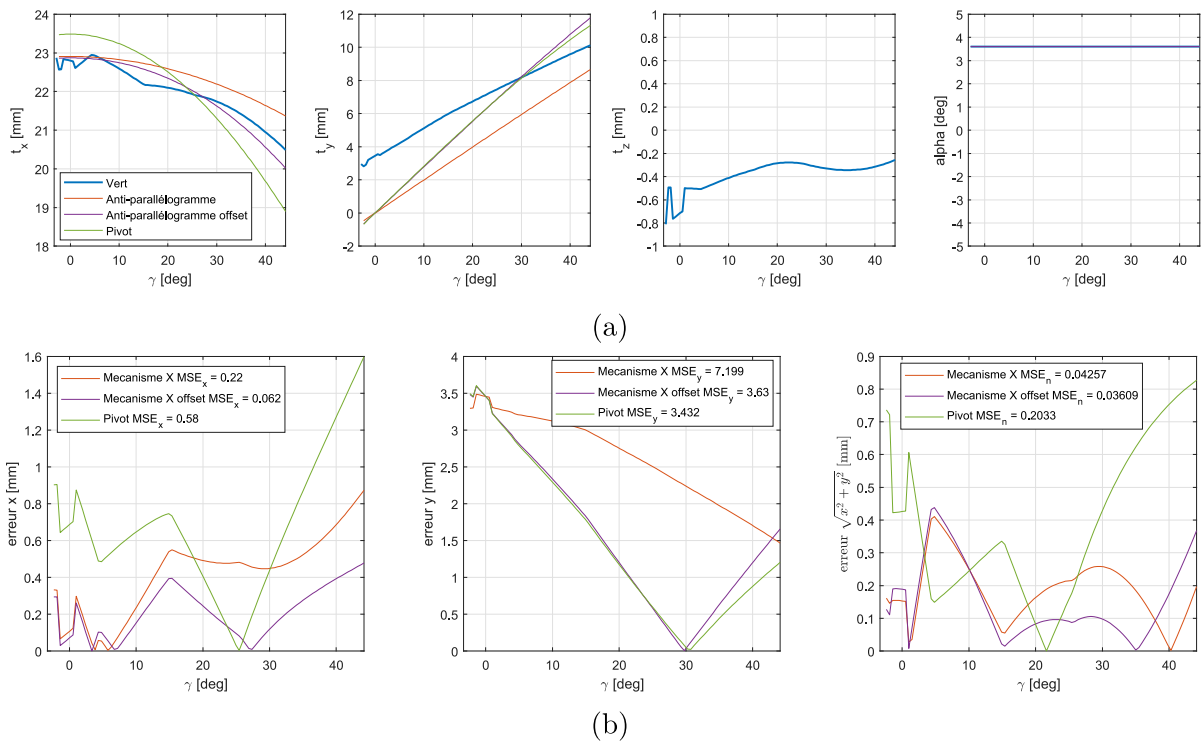 24
23
22
21
20
19
18
t_x [mm]
0 10 20 30 40
γ [deg]
Vert
Anti-parallélogramme
Anti-parallélogramme offset
Pivot
12
10
8
6
4
2
0
-2
t_y [mm]
0 10 20 30 40
γ [deg]
1
0.8
0.6
0.4
0.2
0
-0.2
-0.4
-0.6
-0.8
-1
t_z [mm]
0 10 20 30 40
γ [deg]
5
4
3
2
1
0
-1
-2
-3
-4
-5
alpha [deg]
0 10 20 30 40
γ [deg]
(a)
1.6
1.4
1.2
1
0.8
0.6
0.4
0.2
0
erreur x [mm]
0 10 20 30 40
γ [deg]
Mecanisme X MSE_x = 0.22
Mecanisme X offset MSE_x = 0.062
Pivot MSE_x = 0.58
4
3.5
3
2.5
2
1.5
1
0.5
0
erreur y [mm]
0 10 20 30 40
γ [deg]
Mecanisme X MSE_y = 7.199
Mecanisme X offset MSE_y = 3.63
Pivot MSE_y = 3.432
0.9
0.8
0.7
0.6
0.5
0.4
0.3
0.2
0.1
0
erreur √x² + y² [mm]
0 10 20 30 40
γ [deg]
Mecanisme X MSE_n = 0.04257
Mecanisme X offset MSE_n = 0.03609
Pivot MSE_n = 0.2033
(b)